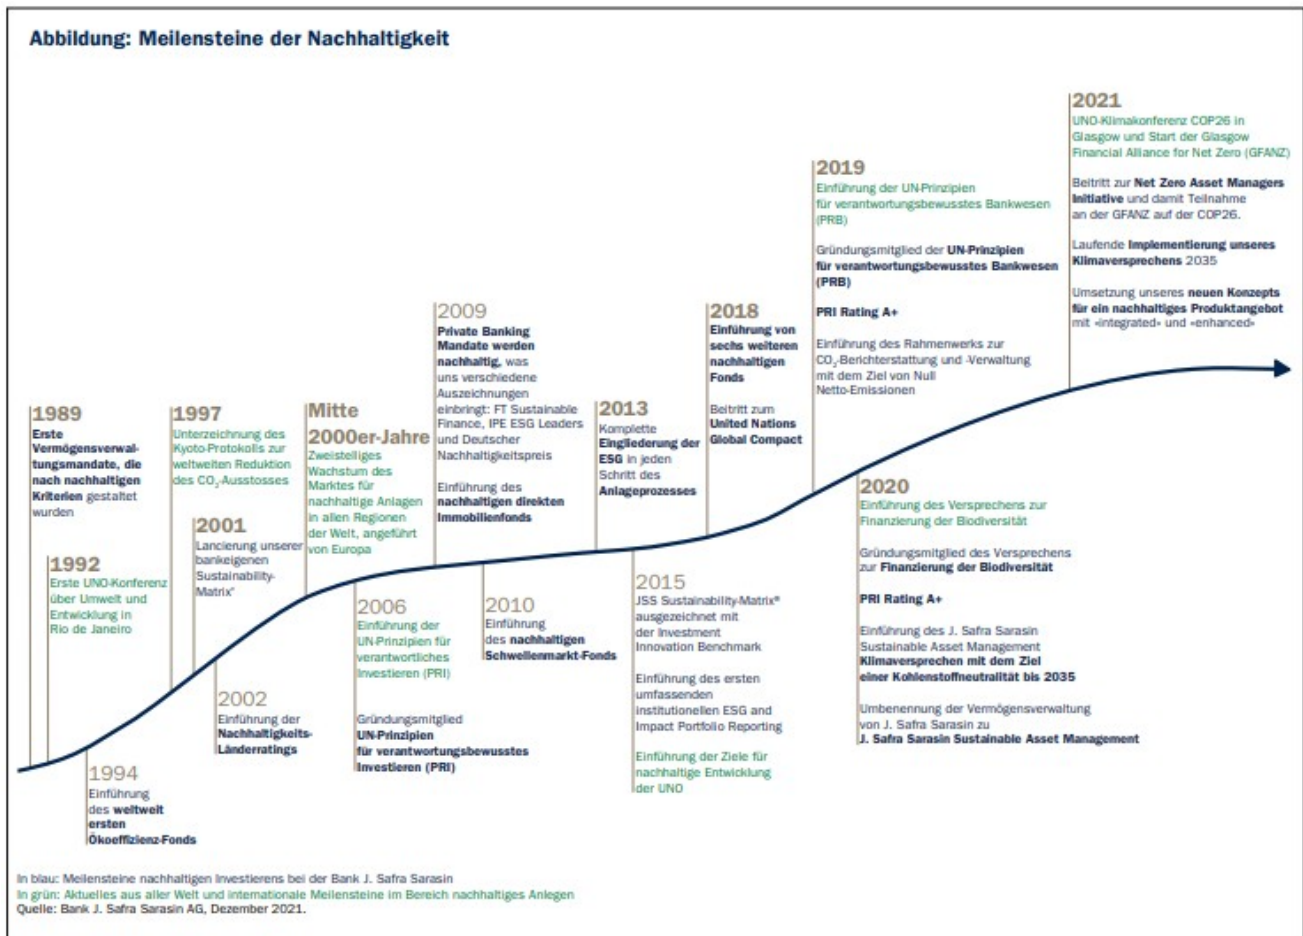 Abbildung: Meilensteine der Nachhaltigkeit
1989
Erste
Vermögensverwal-
tungsmandate, die
nach nachhaltigen
Kriterien gestaltet
wurden
1992
Erste UNO-Konferenz
über Umwelt und
Entwicklung in
Rio de Janeiro
1994
Einführung
des weltweit
ersten
Ökoeffizienz-Fonds
1997
Unterzeichnung des
Kyoto-Protokolls zur
weltweiten Reduktion
des CO₂-Ausstosses
2001
Lancierung unserer
bankeigenen
Sustainability-
Matrix®
2002
Einführung der
Nachhaltigkeits-
Länderratings
Mitte
2000er-Jahre
Zweistelliges
Wachstum des
Marktes für
nachhaltige Anlagen
in allen Regionen
der Welt, angeführt
von Europa
2006
Einführung der
UN-Prinzipien für
verantwortliches
Investieren (PRI)
Gründungsmitglied
UN-Prinzipien
für verantwortungsbewusstes
Investieren (PRI)
2009
Private Banking
Mandate werden
nachhaltig, was
uns verschiedene
Auszeichnungen
einbringt: FT Sustainable
Finance, IPE ESG Leaders
und Deutscher
Nachhaltigkeitspreis
Einführung des
nachhaltigen direkten
Immobilienfonds
2010
Einführung
des nachhaltigen
Schwellenmarkt-Fonds
2013
Komplette
Eingliederung der
ESG in jeden
Schritt des
Anlageprozesses
2015
JSS Sustainability-Matrix®
ausgezeichnet mit
der Investment
Innovation Benchmark
Einführung des ersten
umfassenden
institutionellen ESG and
Impact Portfolio Reporting
Einführung der Ziele für
nachhaltige Entwicklung
der UNO
2018
Einführung von
sechs weiteren
nachhaltigen
Fonds
Beitritt zum
United Nations
Global Compact
2019
Einführung der UN-Prinzipien
für verantwortungsbewusstes Bankwesen
(PRB)
Gründungsmitglied der UN-Prinzipien
für verantwortungsbewusstes Bankwesen
(PRB)
PRI Rating A+
Einführung des Rahmenwerks zur
CO₂-Berichterstattung und -Verwaltung
mit dem Ziel von Null
Netto-Emissionen
2020
Einführung des Versprechens zur
Finanzierung der Biodiversität
Gründungsmitglied des Versprechens
zur Finanzierung der Biodiversität
PRI Rating A+
Einführung des J. Safra Sarasin
Sustainable Asset Management
Klimaversprechen mit dem Ziel
einer Kohlenstoffneutralität bis 2035
Umbenennung der Vermögensverwaltung
von J. Safra Sarasin zu
J. Safra Sarasin Sustainable Asset Management
2021
UNO-Klimakonferenz COP26 in
Glasgow und Start der Glasgow
Financial Alliance for Net Zero (GFANZ)
Beitritt zur Net Zero Asset Managers
Initiative und damit Teilnahme
an der GFANZ auf der COP26.
Laufende Implementierung unseres
Klimaversprechens 2035
Umsetzung unseres neuen Konzepts
für ein nachhaltiges Produktangebot
mit «integrated» und «enhanced»
In blau: Meilensteine nachhaltigen Investierens bei der Bank J. Safra Sarasin
In grün: Aktuelles aus aller Welt und internationale Meilensteine im Bereich nachhaltiges Anlegen
Quelle: Bank J. Safra Sarasin AG, Dezember 2021.